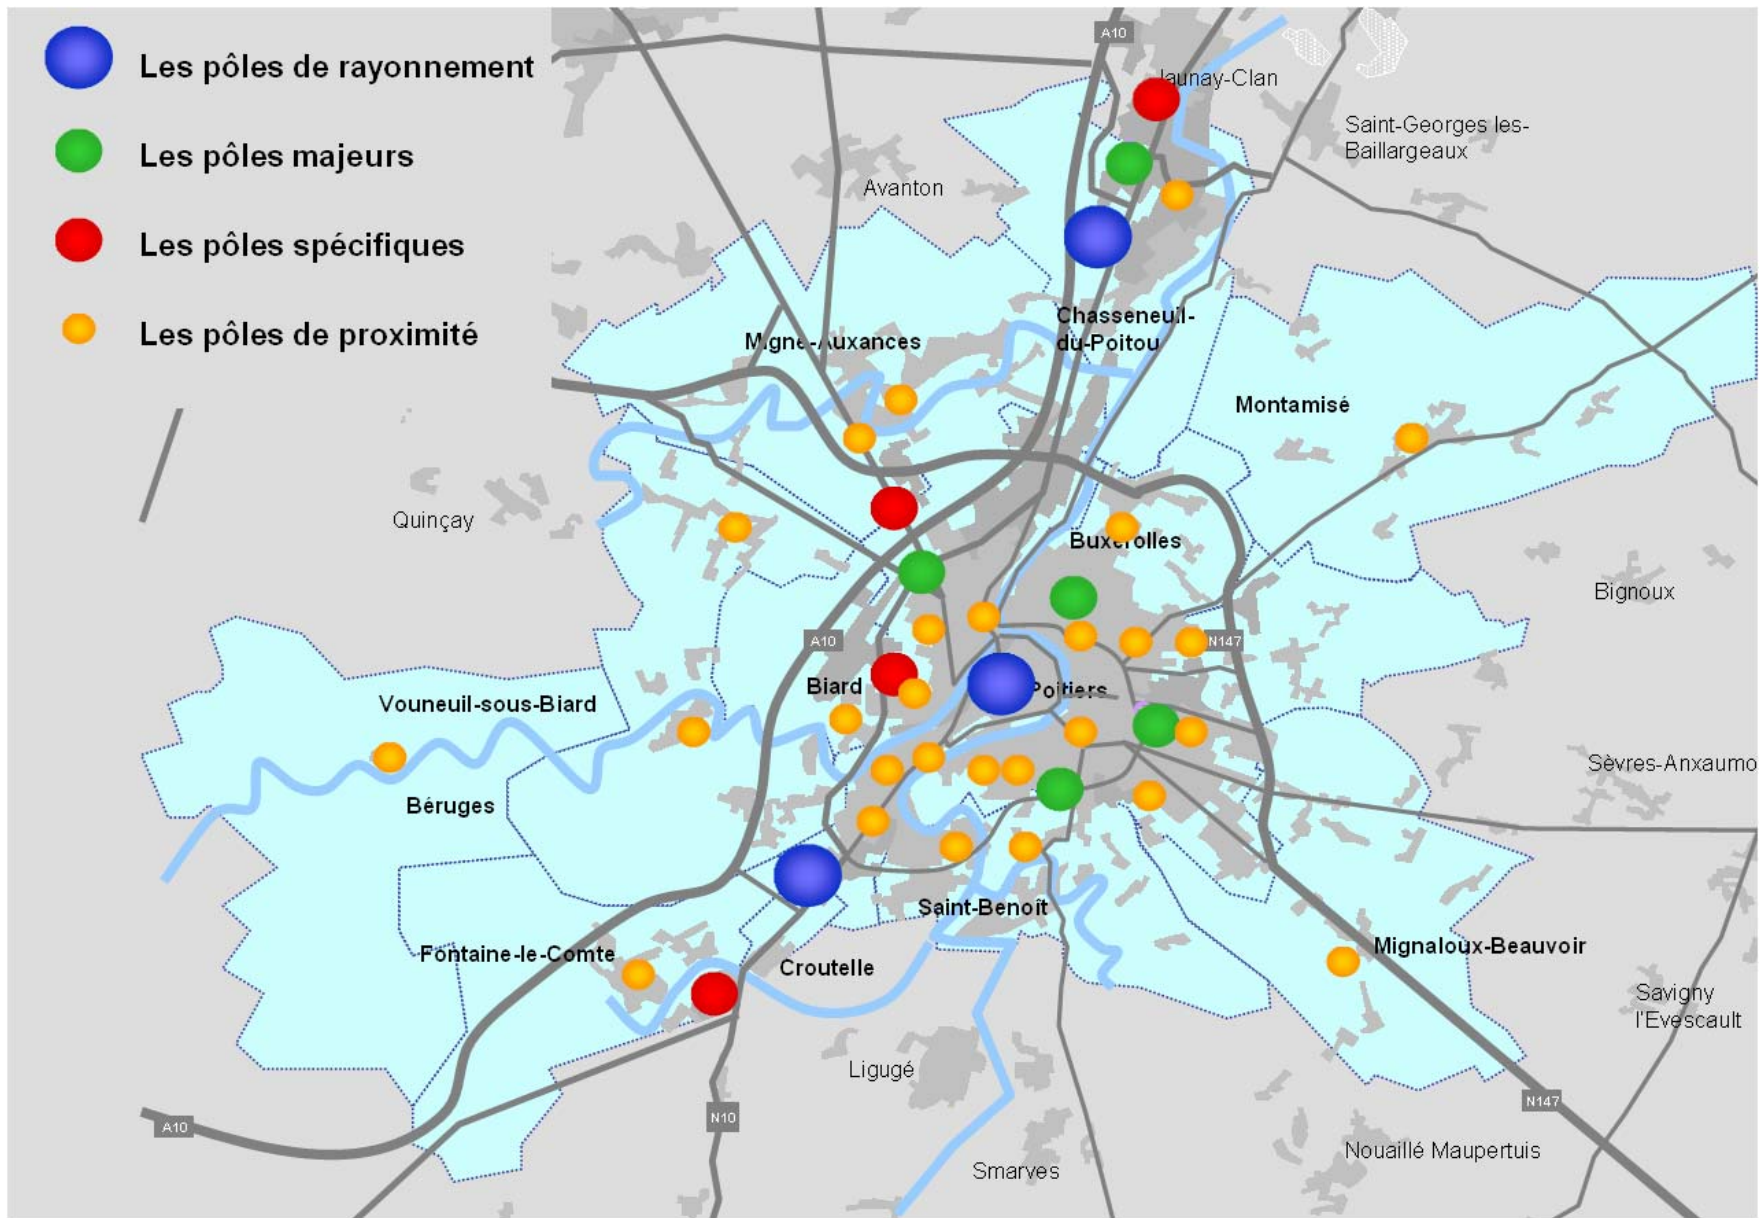 Les pôles de rayonnement
Les pôles majeurs
Les pôles spécifiques
Les pôles de proximité
A10
Jaunay-Clan
Saint-Georges les-
Baillargeaux
Avanton
Chasseneuil-
du-Poitou
Migné-Auxances
Montamisé
Quinçay
Buxerolles
Bignoux
A10
N147
Biard
Poitiers
Vouneuil-sous-Biard
Sèvres-Anxaumo
Béruges
Saint-Benoît
Fontaine-le-Comte
Croutelle
Mignaloux-Beauvoir
Savigny
l'Evescault
Ligugé
N147
A10
N10
Nouaillé Maupertuis
Smarves